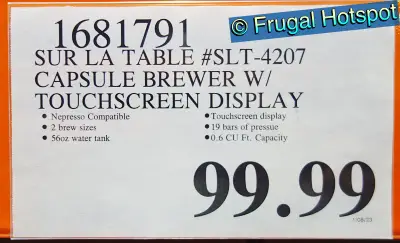 © Frugal Hotspot
1681791
SUR LA TABLE #SLT-4207
CAPSULE BREWER W/
TOUCHSCREEN DISPLAY
• Nepresso Compatible
• 2 brew sizes
• 56oz water tank
• Touchscreen display
• 19 bars of pressue
• 0.6 CU Ft. Capacity
99.99